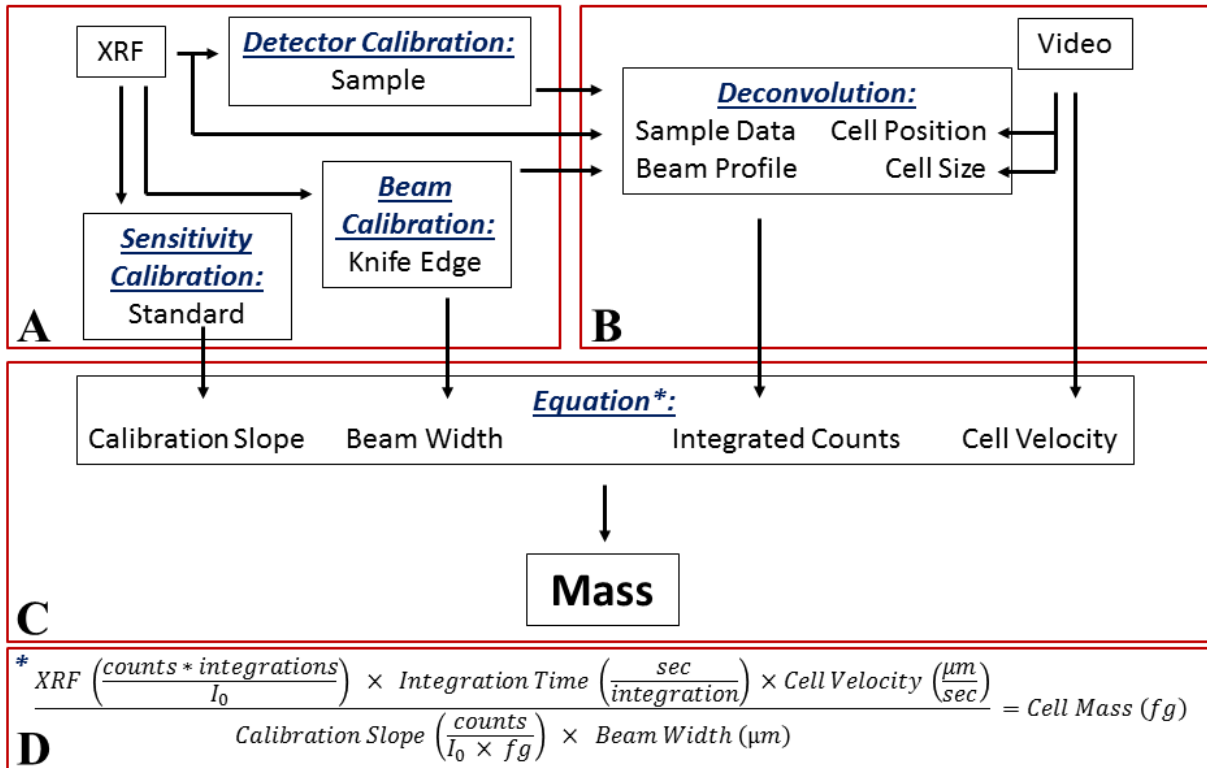 XRF
Detector Calibration:
Sample
Beam
Calibration:
Knife Edge
Sensitivity
Calibration:
Standard
A
Video
Deconvolution:
Sample Data Cell Position
Beam Profile Cell Size
B
Equation*:
Calibration Slope Beam Width Integrated Counts Cell Velocity
Mass
C
* XRF (counts * integrations / I₀) × Integration Time (sec / integration) × Cell Velocity (μm / sec)
Calibration Slope (counts / I₀ × fg) × Beam Width (μm)
= Cell Mass (fg)
D